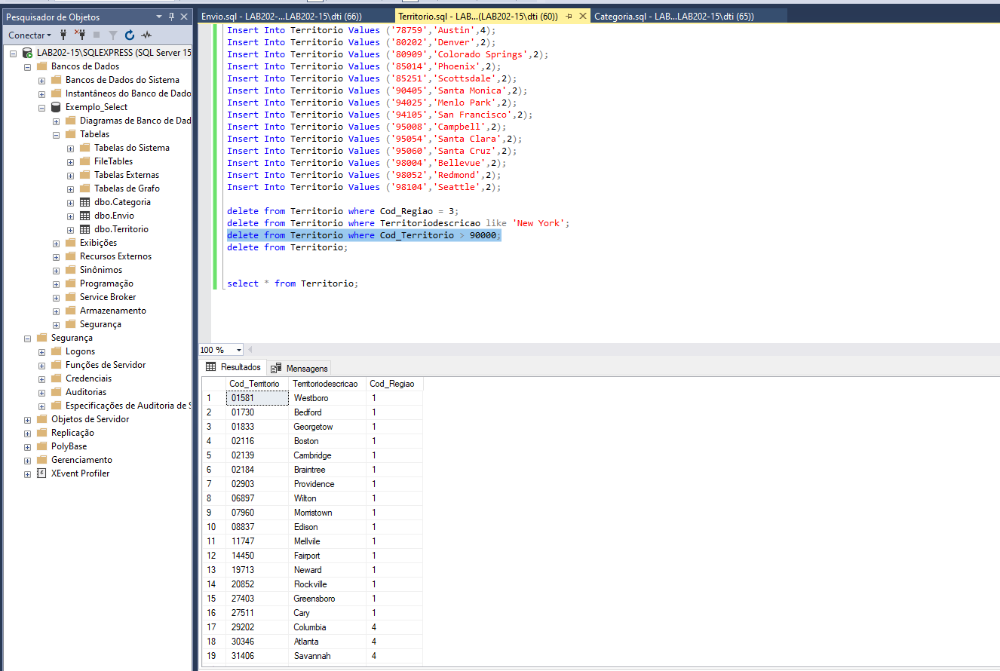 Pesquisador de Objetos
Conectar
LAB202-15\SQLEXPRESS (SQL Server 15
Bancos de Dados
Bancos de Dados do Sistema
Instantâneos do Banco de Dado
Exemplo_Select
Diagramas de Banco de Dad
Tabelas
Tabelas do Sistema
FileTables
Tabelas Externas
Tabelas de Grafo
dbo.Categoria
dbo.Envio
dbo.Territorio
Exibições
Recursos Externos
Sinônimos
Programação
Service Broker
Armazenamento
Segurança
Segurança
Logons
Funções de Servidor
Credenciais
Auditorias
Especificações de Auditoria de S
Objetos de Servidor
Replicação
PolyBase
Gerenciamento
XEvent Profiler
Envio.sql - LAB202-...LAB202-15\dti (66))
Territorio.sql - LAB...(LAB202-15\dti (60))
Categoria.sql - LAB...LAB202-15\dti (65))
Insert Into Territorio Values ('78759','Austin',4);
Insert Into Territorio Values ('80202','Denver',2);
Insert Into Territorio Values ('80909','Colorado Springs',2);
Insert Into Territorio Values ('85014','Phoenix',2);
Insert Into Territorio Values ('85251','Scottsdale',2);
Insert Into Territorio Values ('90405','Santa Monica',2);
Insert Into Territorio Values ('94025','Menlo Park',2);
Insert Into Territorio Values ('94105','San Francisco',2);
Insert Into Territorio Values ('95008','Campbell',2);
Insert Into Territorio Values ('95054','Santa Clara',2);
Insert Into Territorio Values ('95060','Santa Cruz',2);
Insert Into Territorio Values ('98004','Bellevue',2);
Insert Into Territorio Values ('98052','Redmond',2);
Insert Into Territorio Values ('98104','Seattle',2);
delete from Territorio where Cod_Regiao = 3;
delete from Territorio where Territoriodescricao like 'New York';
delete from Territorio where Cod_Territorio > 90000;
delete from Territorio;
select * from Territorio;
100 %
Resultados Mensagens
Cod_Territorio Territoriodescricao Cod_Regiao
1 01581 Westboro 1
2 01730 Bedford 1
3 01833 Georgetow 1
4 02116 Boston 1
5 02139 Cambridge 1
6 02184 Braintree 1
7 02903 Providence 1
8 06897 Wilton 1
9 07960 Morristown 1
10 08837 Edison 1
11 11747 Mellvile 1
12 14450 Fairport 1
13 19713 Neward 1
14 20852 Rockville 1
15 27403 Greensboro 1
16 27511 Cary 1
17 29202 Columbia 4
18 30346 Atlanta 4
19 31406 Savannah 4